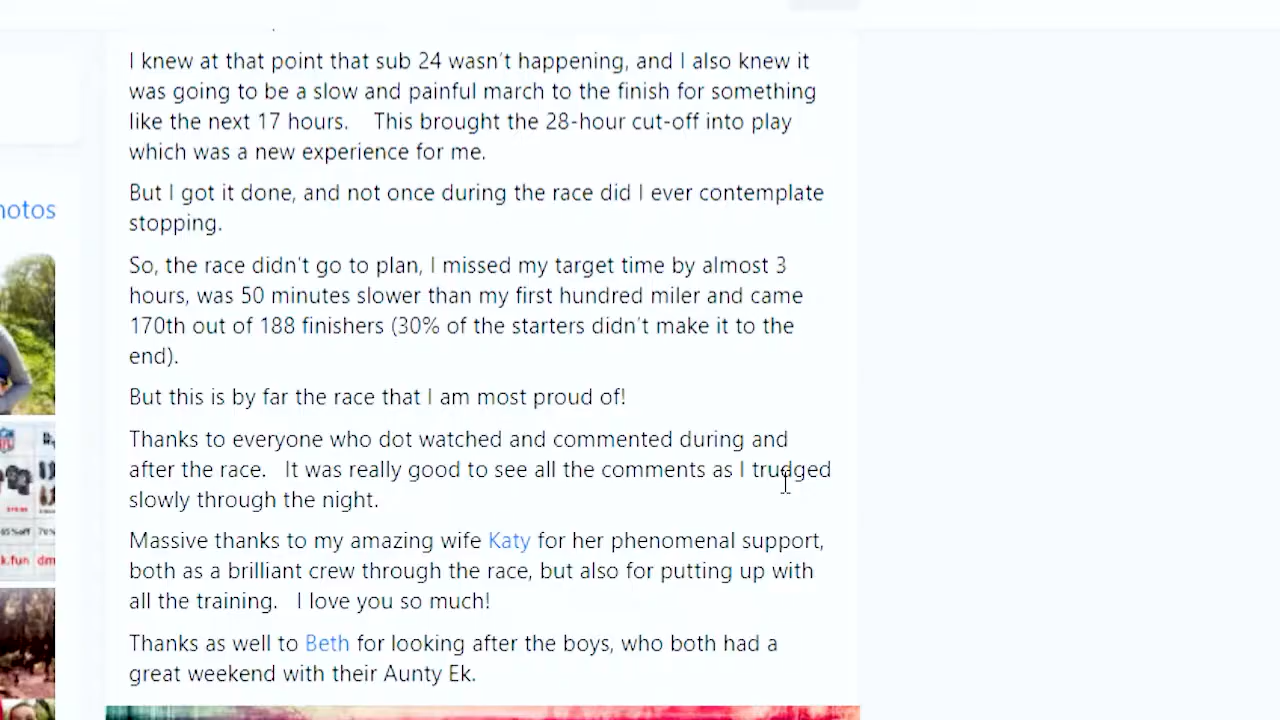 I knew at that point that sub 24 wasn't happening, and I also knew it
was going to be a slow and painful march to the finish for something
like the next 17 hours. This brought the 28-hour cut-off into play
which was a new experience for me.
But I got it done, and not once during the race did I ever contemplate
stopping.
So, the race didn't go to plan, I missed my target time by almost 3
hours, was 50 minutes slower than my first hundred miler and came
170th out of 188 finishers (30% of the starters didn't make it to the
end).
But this is by far the race that I am most proud of!
Thanks to everyone who dot watched and commented during and
after the race. It was really good to see all the comments as I trudged
slowly through the night.
Massive thanks to my amazing wife Katy for her phenomenal support,
both as a brilliant crew through the race, but also for putting up with
all the training. I love you so much!
Thanks as well to Beth for looking after the boys, who both had a
great weekend with their Aunty Ek.
hotos
NFL
k.fun dm